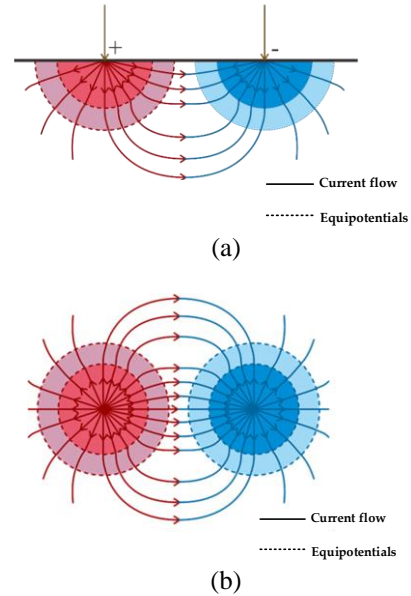 + -
Current flow
Equipotentials
(a)
Current flow
Equipotentials
(b)